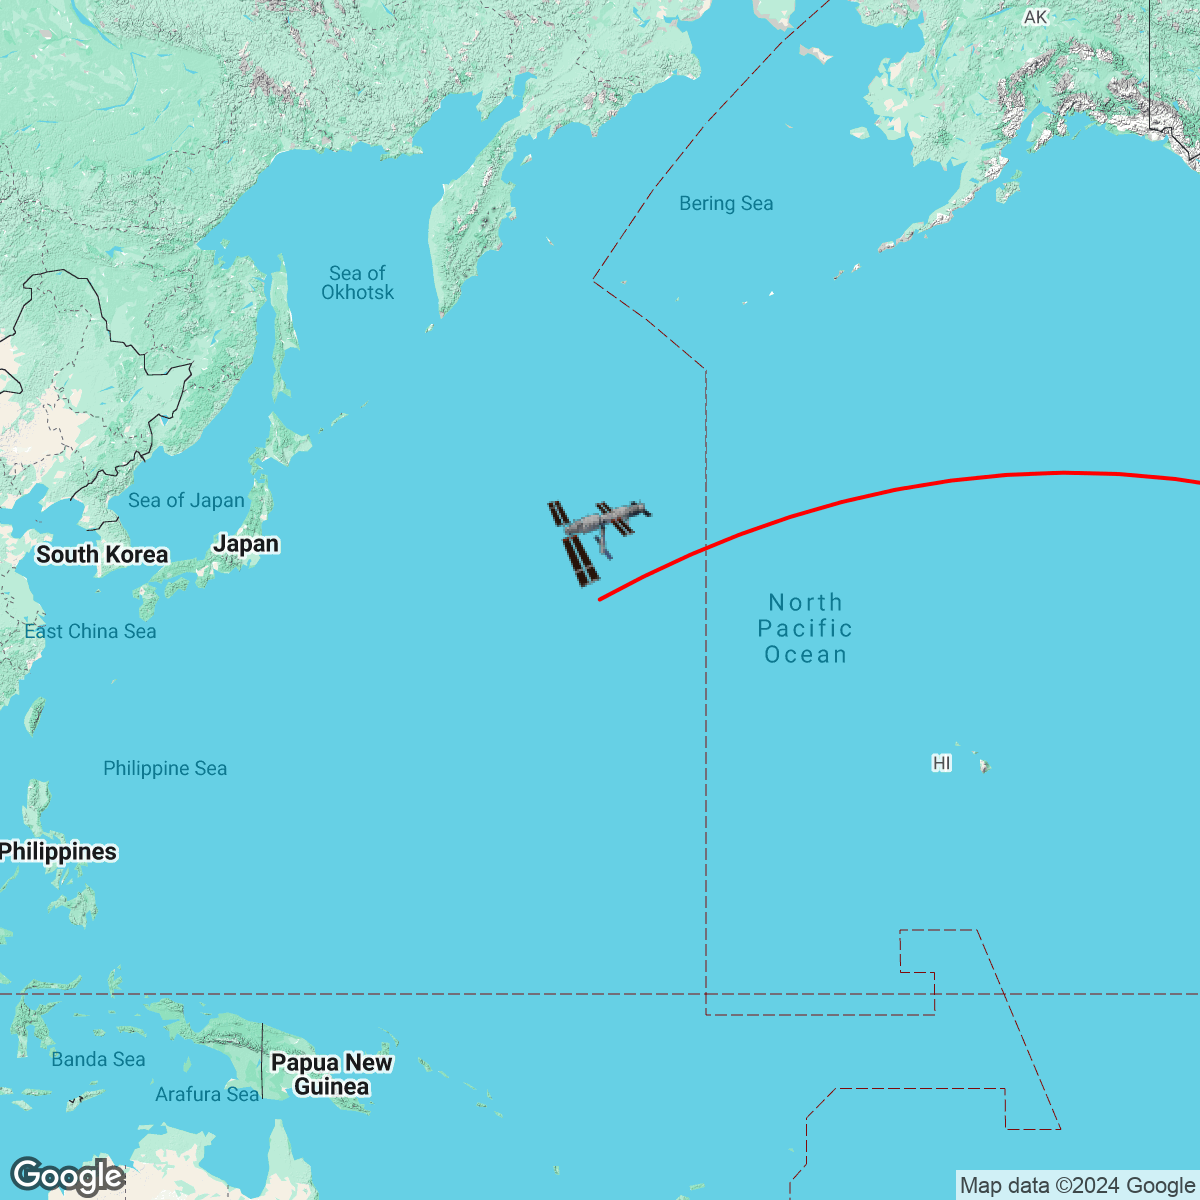 AK
Bering Sea
Sea of
Okhotsk
Sea of Japan
Japan
South Korea
North
Pacific
Ocean
East China Sea
HI
Philippine Sea
Philippines
Banda Sea
Papua New
Guinea
Arafura Sea
Google
Map data ©2024 Google